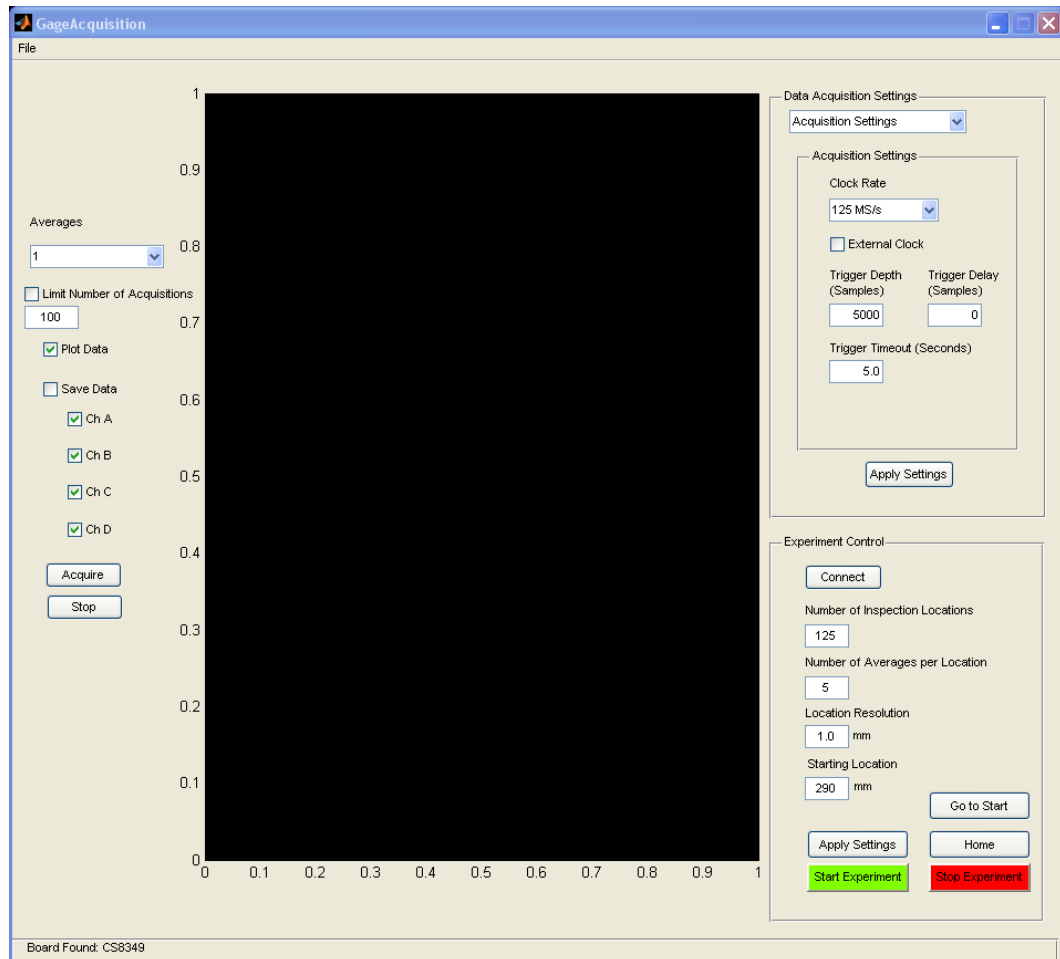 GageAcquisition
File
Averages
1
Limit Number of Acquisitions
100
Plot Data
Save Data
Ch A
Ch B
Ch C
Ch D
Acquire
Stop
1
0.9
0.8
0.7
0.6
0.5
0.4
0.3
0.2
0.1
0
0 0.1 0.2 0.3 0.4 0.5 0.6 0.7 0.8 0.9 1
Data Acquisition Settings
Acquisition Settings
Acquisition Settings
Clock Rate
125 MS/s
External Clock
Trigger Depth Trigger Delay
(Samples) (Samples)
5000 0
Trigger Timeout (Seconds)
5.0
Apply Settings
Experiment Control
Connect
Number of Inspection Locations
125
Number of Averages per Location
5
Location Resolution
1.0 mm
Starting Location
290 mm
Go to Start
Apply Settings Home
Start Experiment Stop Experiment
Board Found: CS8349